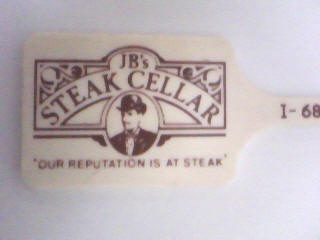 JB's
STEAK CELLAR
"OUR REPUTATION IS AT STEAK"
I-68